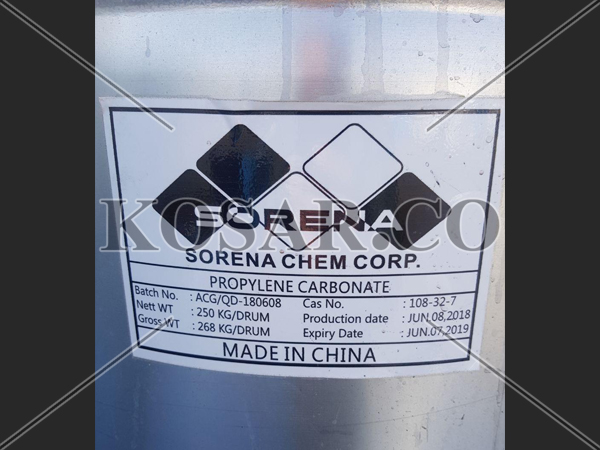 SORENA
KOSAR.CO
SORENA CHEM CORP.
PROPYLENE CARBONATE
Batch No. : ACG/QD-180608 Cas No. : 108-32-7
Nett WT : 250 KG/DRUM Production date : JUN,08,2018
Gross WT : 268 KG/DRUM Expiry Date : JUN.07,2019
MADE IN CHINA